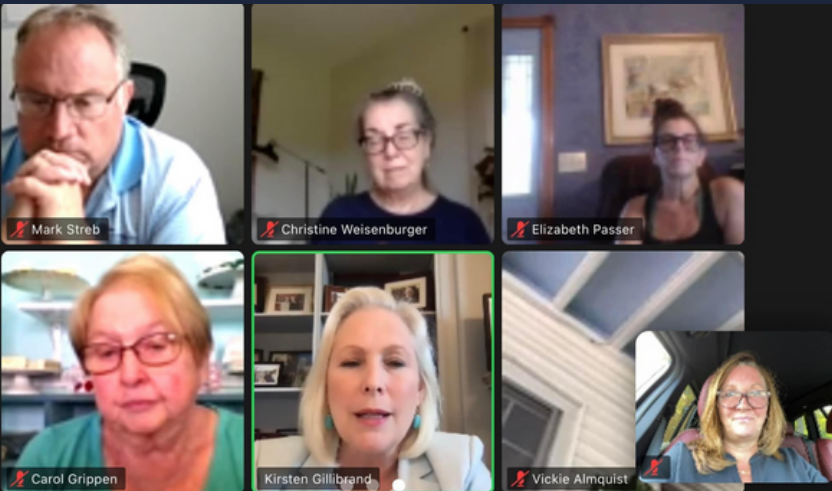 Mark Streb
Christine Weisenburger
Elizabeth Passer
Carol Grippen
Kirsten Gillibrand
Vickie Almquist